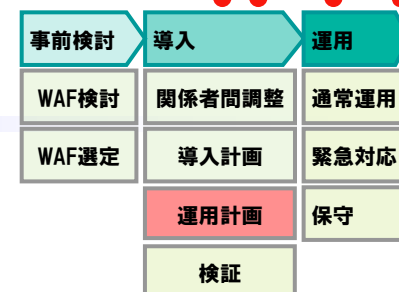 事前検討 導入 運用
WAF検討 関係者間調整 通常運用
WAF選定 導入計画 緊急対応
運用計画 保守
検証